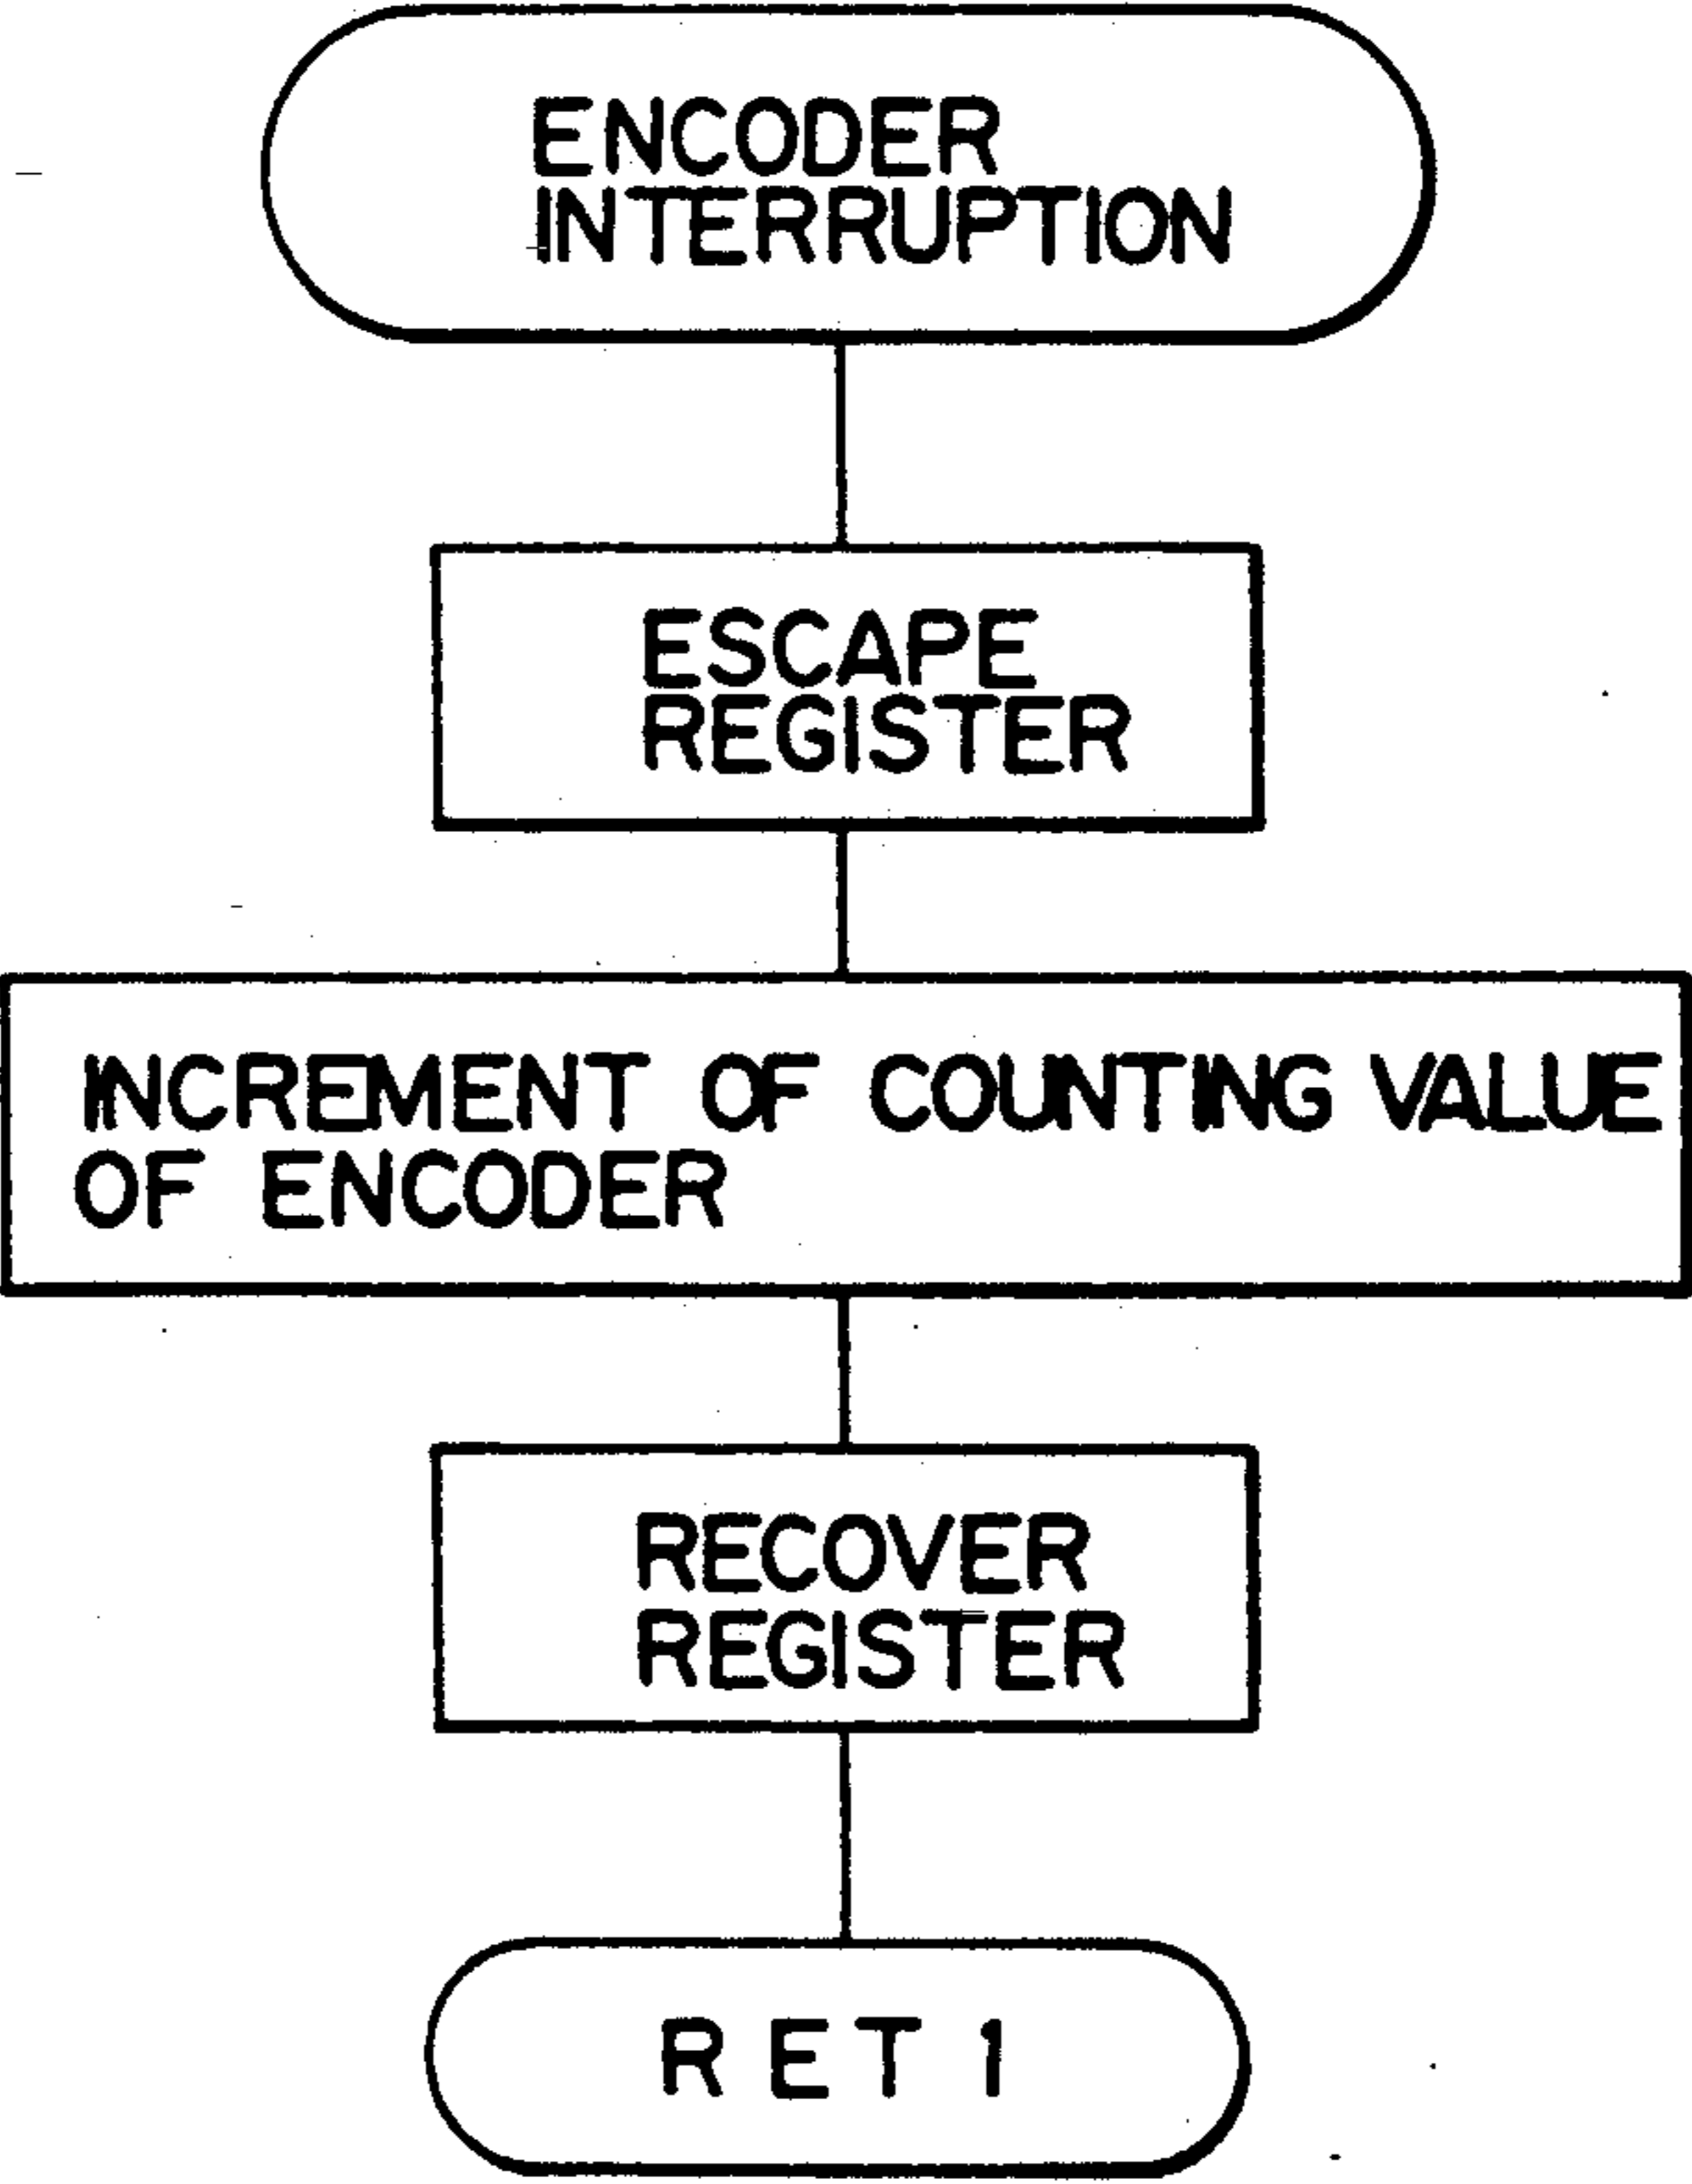 ENCODER
INTERRUPTION
ESCAPE
REGISTER
INCREMENT OF COUNTING VALUE
OF ENCODER
RECOVER
REGISTER
RET1